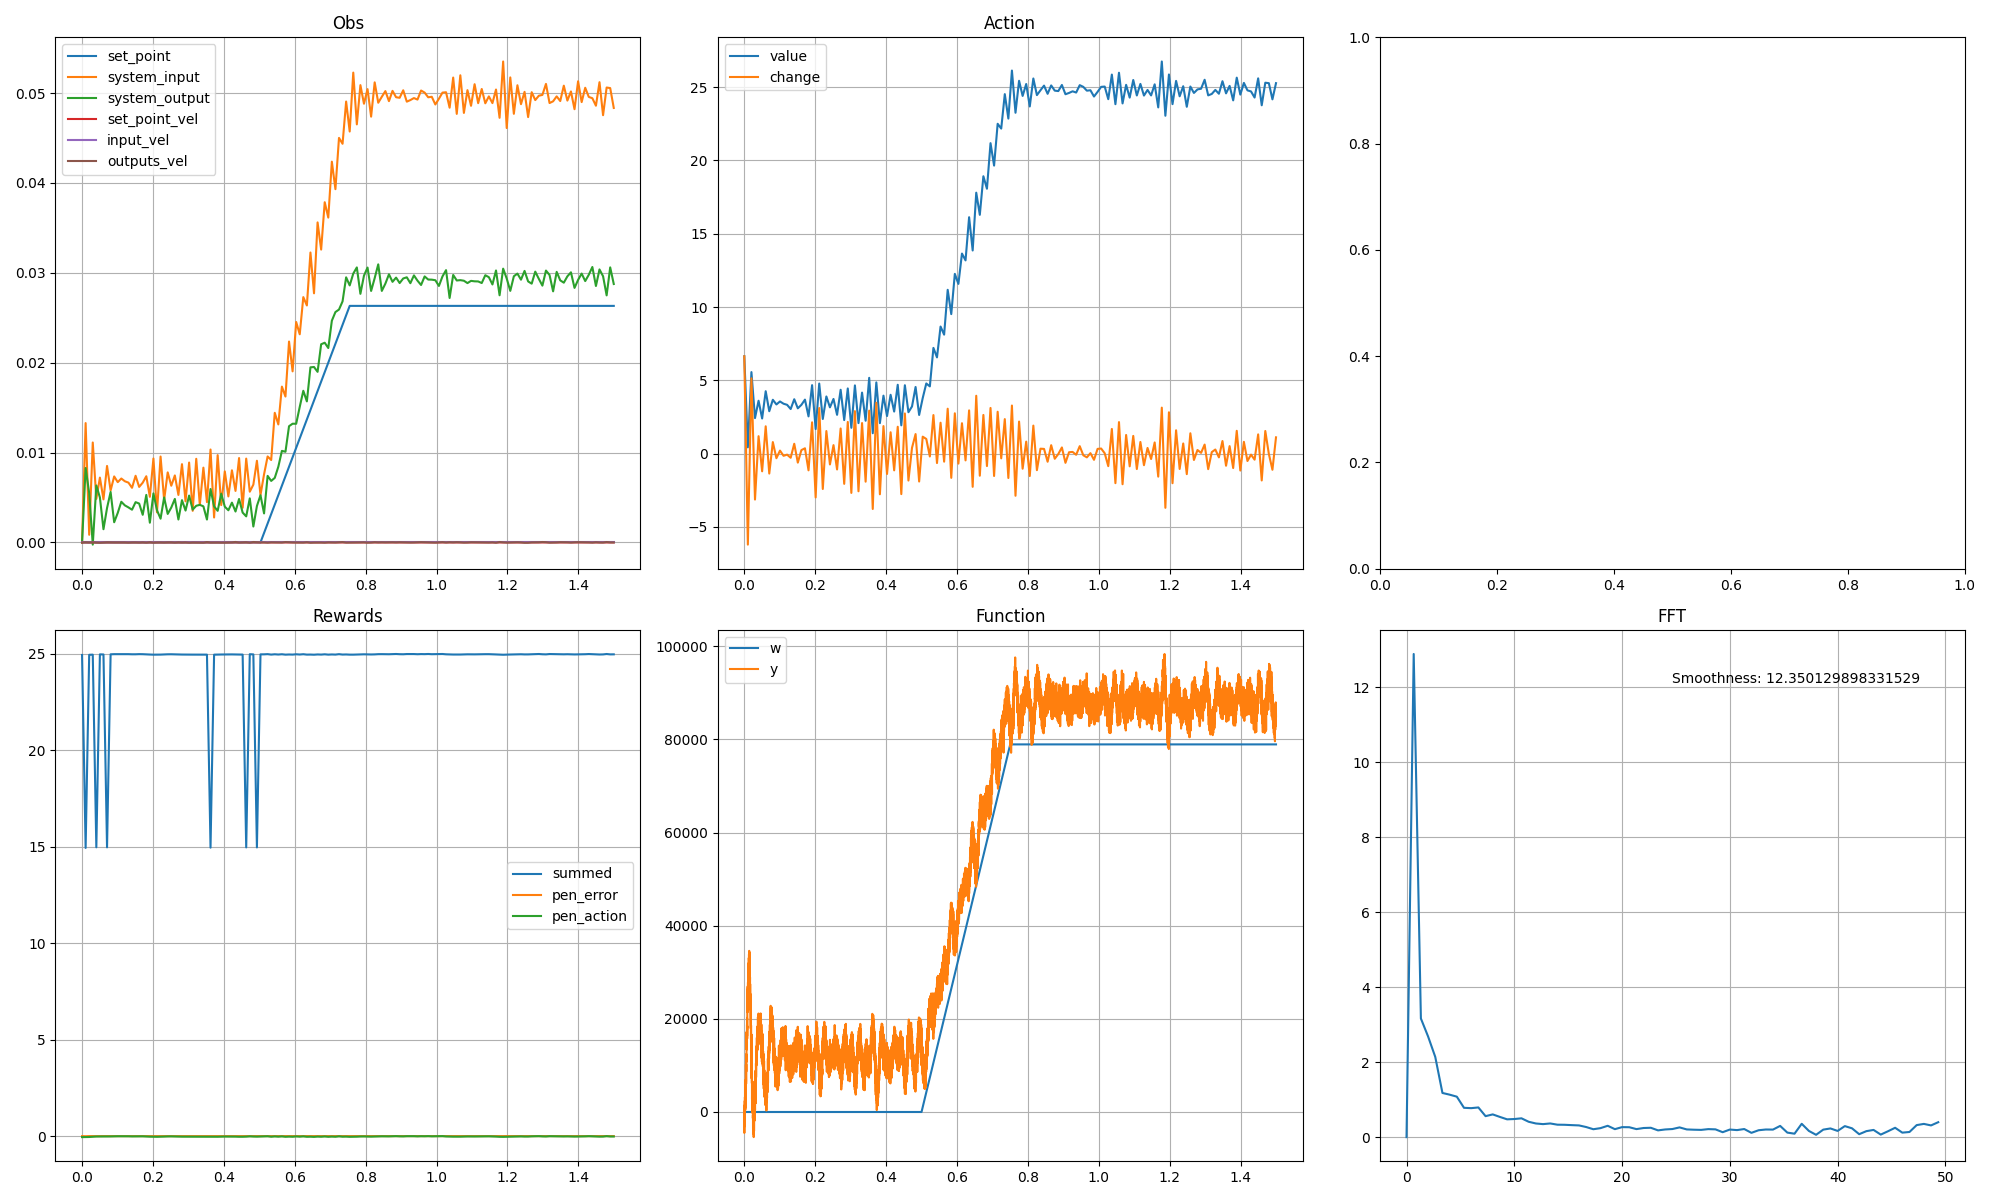 Obs
set_point
system_input
system_output
set_point_vel
input_vel
outputs_vel
0.05
0.04
0.03
0.02
0.01
0.00
0.0 0.2 0.4 0.6 0.8 1.0 1.2 1.4
Action
value
change
25
20
15
10
5
0
−5
0.0 0.2 0.4 0.6 0.8 1.0 1.2 1.4
1.0
0.8
0.6
0.4
0.2
0.0
0.0 0.2 0.4 0.6 0.8 1.0
Rewards
25
20
15
10
5
0
summed
pen_error
pen_action
0.0 0.2 0.4 0.6 0.8 1.0 1.2 1.4
Function
w
y
100000
80000
60000
40000
20000
0
0.0 0.2 0.4 0.6 0.8 1.0 1.2 1.4
FFT
Smoothness: 12.350129898331529
12
10
8
6
4
2
0
0 10 20 30 40 50